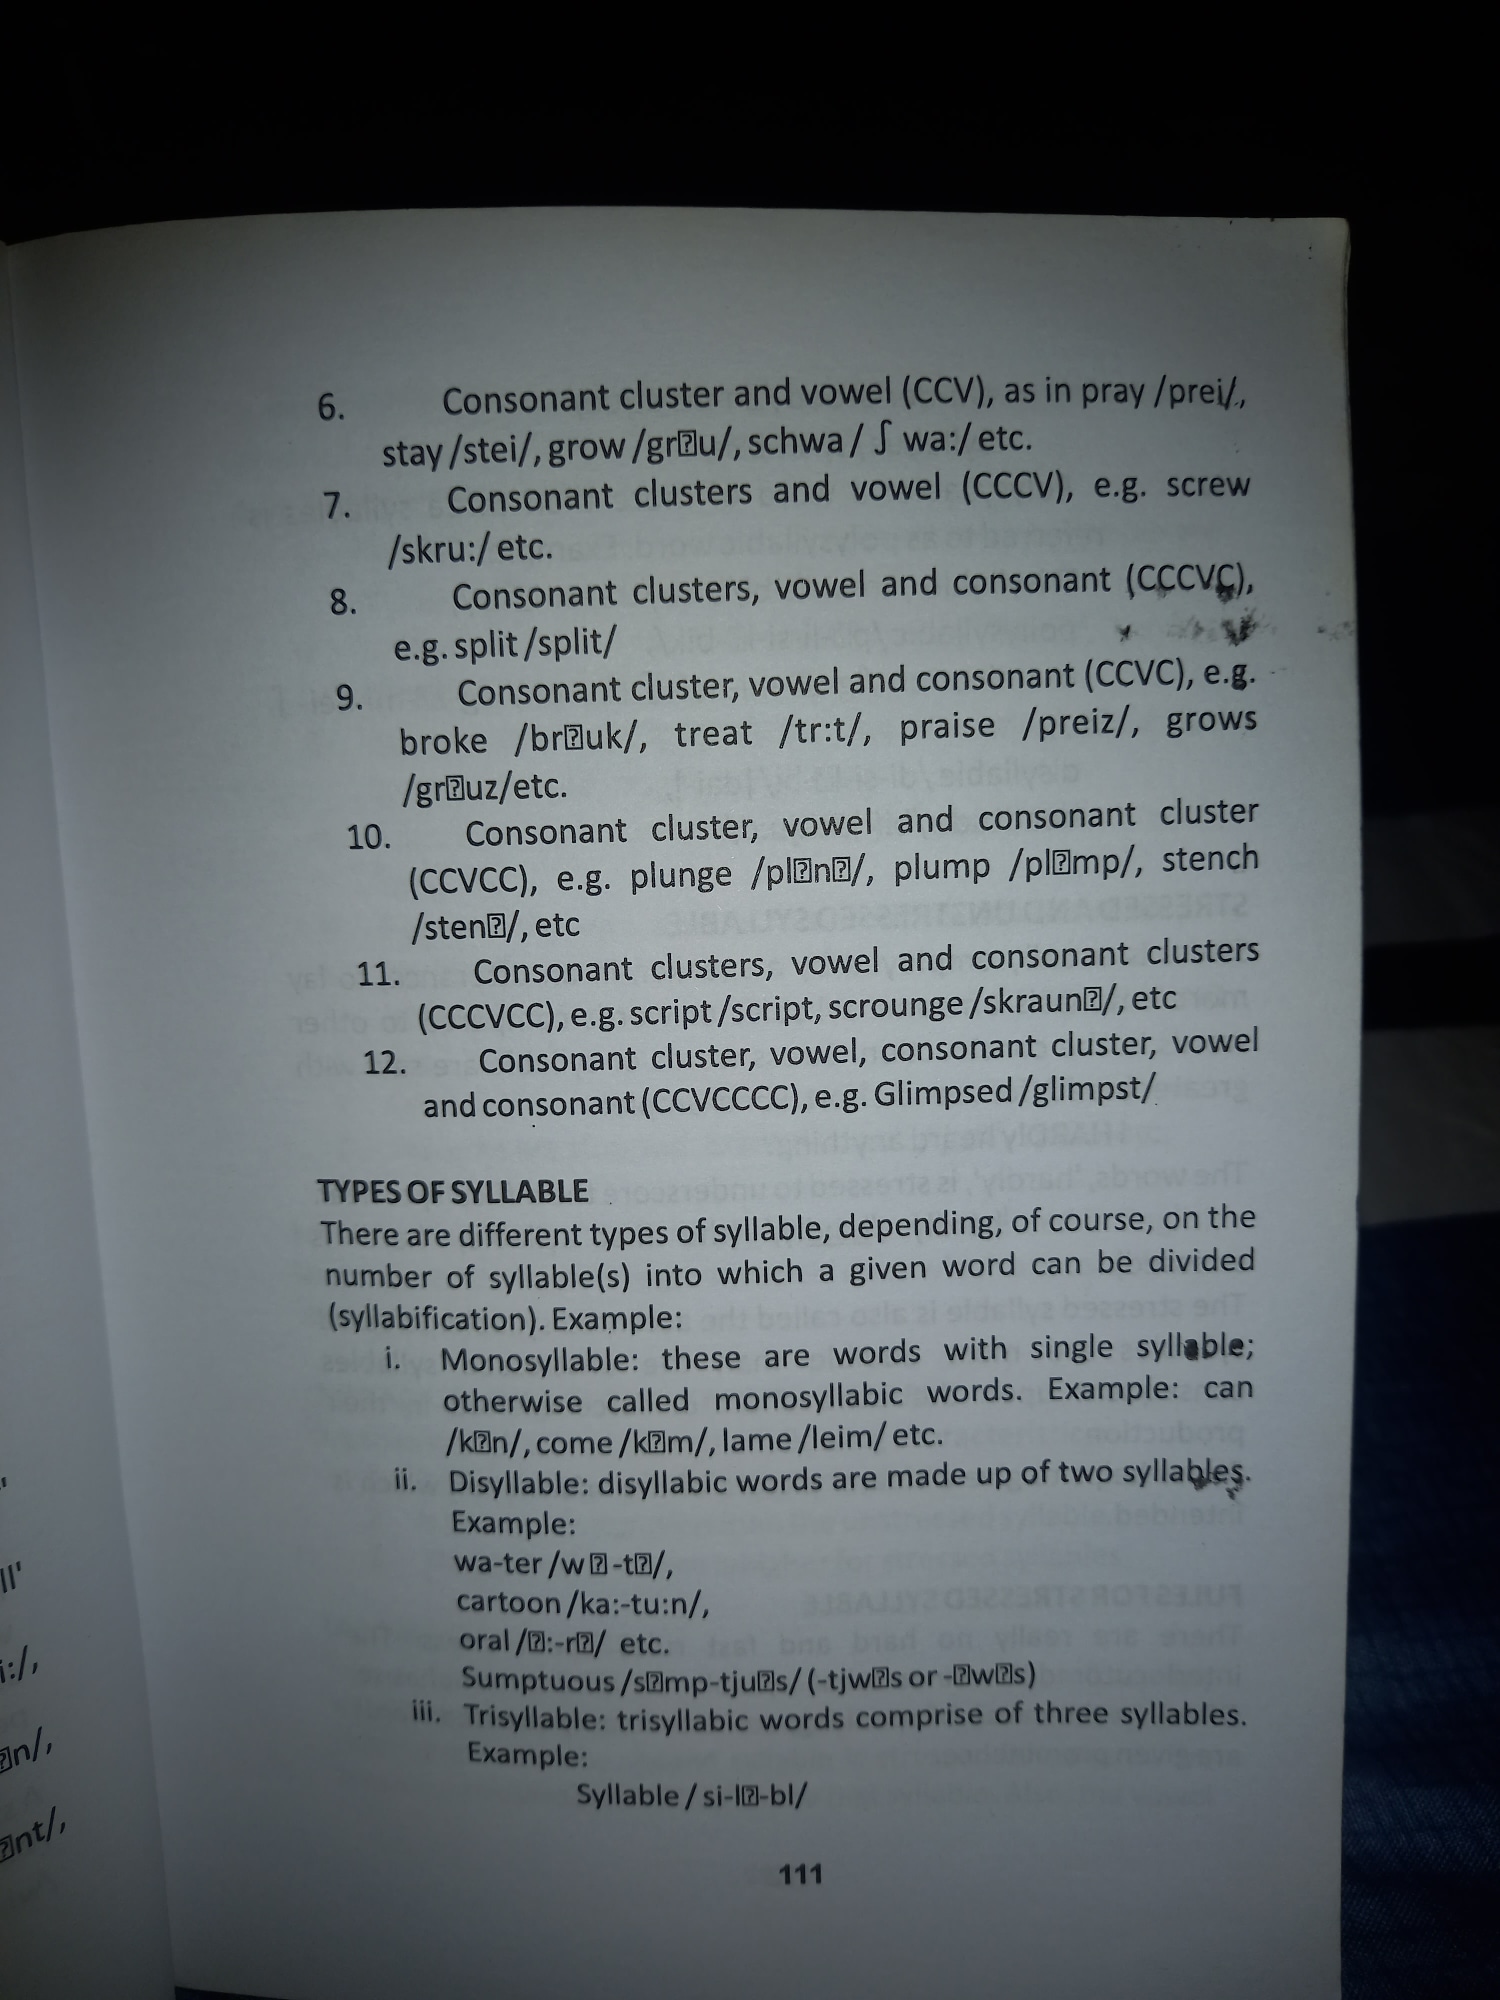 6. Consonant cluster and vowel (CCV), as in pray /prei/,
stay /stei/, grow /gr⍰u/, schwa / ʃ wa:/ etc.
7. Consonant clusters and vowel (CCCV), e.g. screw
/skru:/ etc.
8. Consonant clusters, vowel and consonant (CCCVC),
e.g. split /split/
9. Consonant cluster, vowel and consonant (CCVC), e.g.
broke /br⍰uk/, treat /tr:t/, praise /preiz/, grows
/gr⍰uz/etc.
10. Consonant cluster, vowel and consonant cluster
(CCVCC), e.g. plunge /pl⍰n⍰/, plump /pl⍰mp/, stench
/sten⍰/, etc
11. Consonant clusters, vowel and consonant clusters
(CCCVCC), e.g. script /script, scrounge /skraun⍰/, etc
12. Consonant cluster, vowel, consonant cluster, vowel
and consonant (CCVCCCC), e.g. Glimpsed /glimpst/
TYPES OF SYLLABLE
There are different types of syllable, depending, of course, on the
number of syllable(s) into which a given word can be divided
(syllabification). Example:
i. Monosyllable: these are words with single syllable;
otherwise called monosyllabic words. Example: can
/k⍰n/, come /k⍰m/, lame /leim/ etc.
ii. Disyllable: disyllabic words are made up of two syllables.
Example:
wa-ter /w⍰-t⍰/,
cartoon /ka:-tu:n/,
oral /⍰:-r⍰/ etc.
Sumptuous /s⍰mp-tju⍰s/ (-tjw⍰s or -⍰w⍰s)
iii. Trisyllable: trisyllabic words comprise of three syllables.
Example:
Syllable / si-l⍰-bl/
111
ll'
i:/,
⍰n/,
⍰nt/,